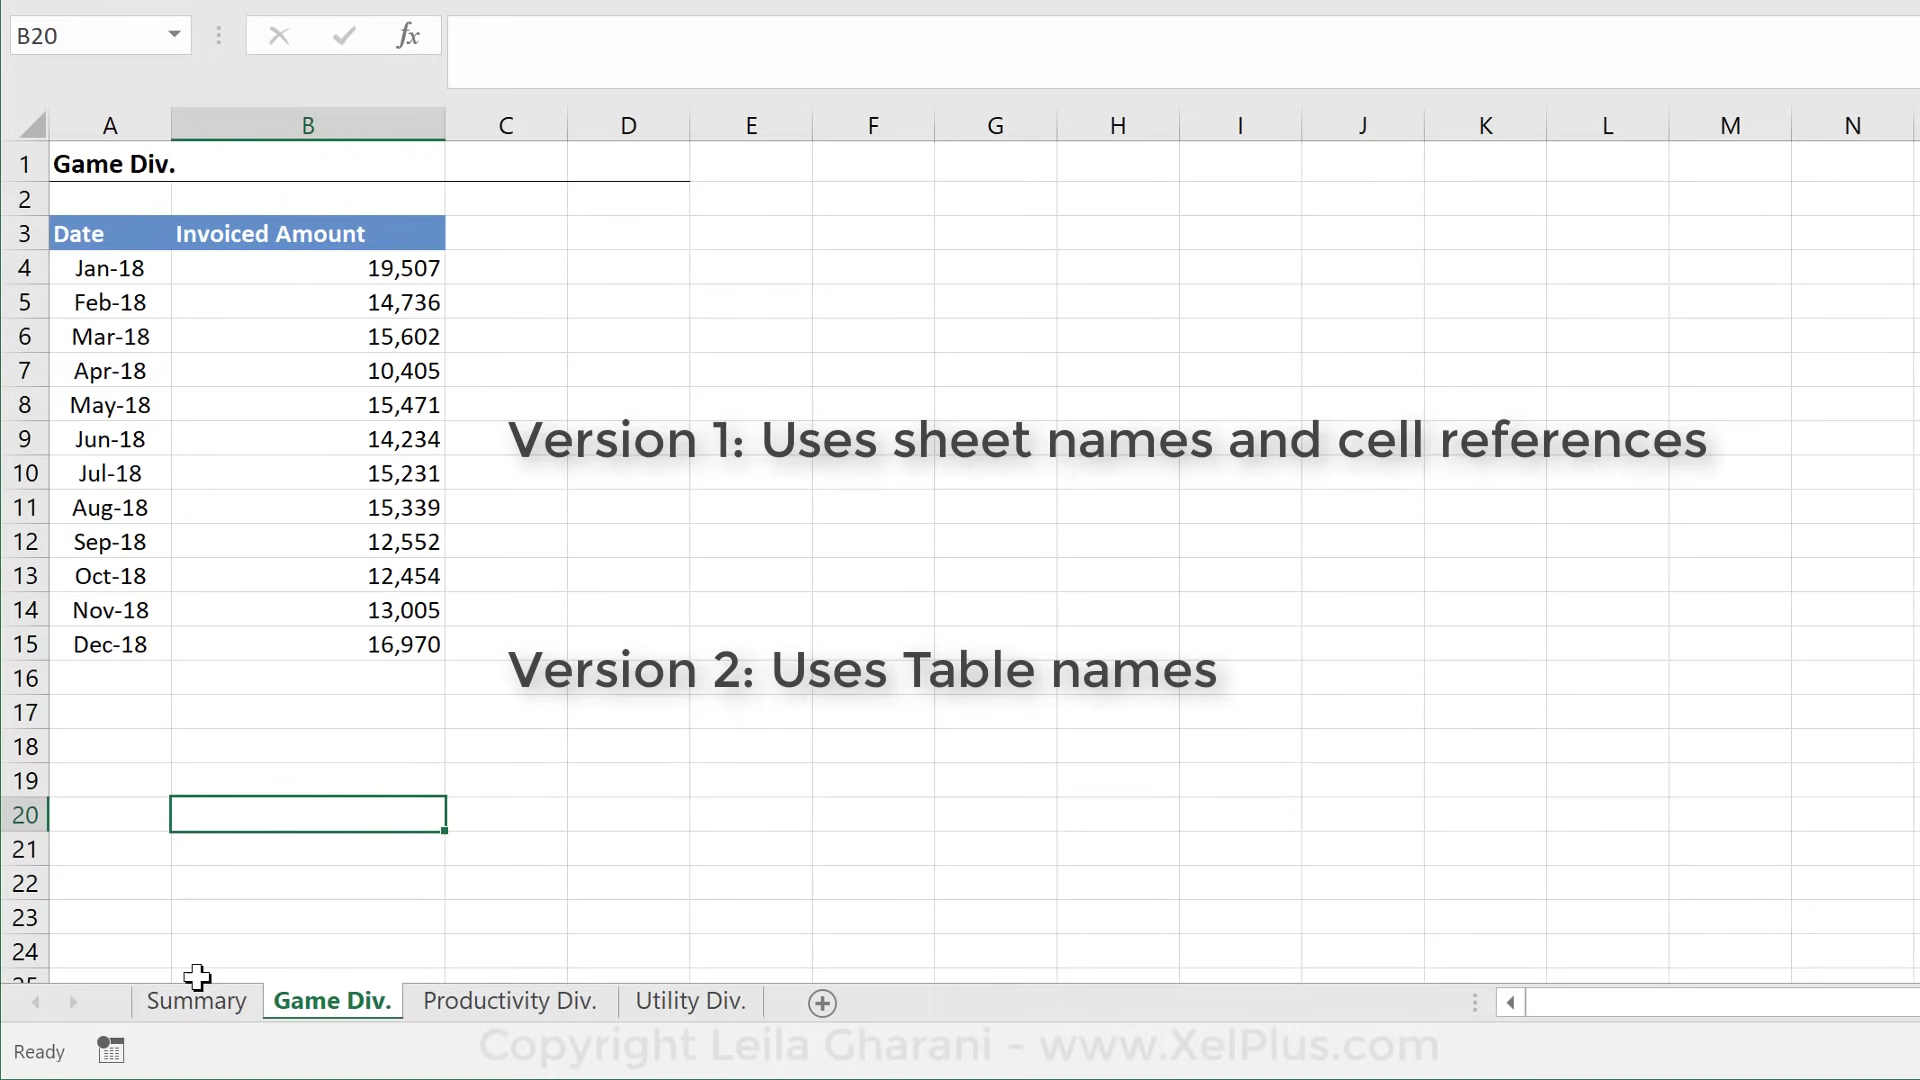 B20 fx
A B C D E F G H I J K L M N
1 Game Div.
2
3 Date Invoiced Amount
4 Jan-18 19,507
5 Feb-18 14,736
6 Mar-18 15,602
7 Apr-18 10,405
8 May-18 15,471
9 Jun-18 14,234
Version 1: Uses sheet names and cell references
10 Jul-18 15,231
11 Aug-18 15,339
12 Sep-18 12,552
13 Oct-18 12,454
14 Nov-18 13,005
15 Dec-18 16,970
Version 2: Uses Table names
16
17
18
19
20
21
22
23
24
25
Summary Game Div. Productivity Div. Utility Div.
Ready
Copyright Leila Gharani - www.XelPlus.com